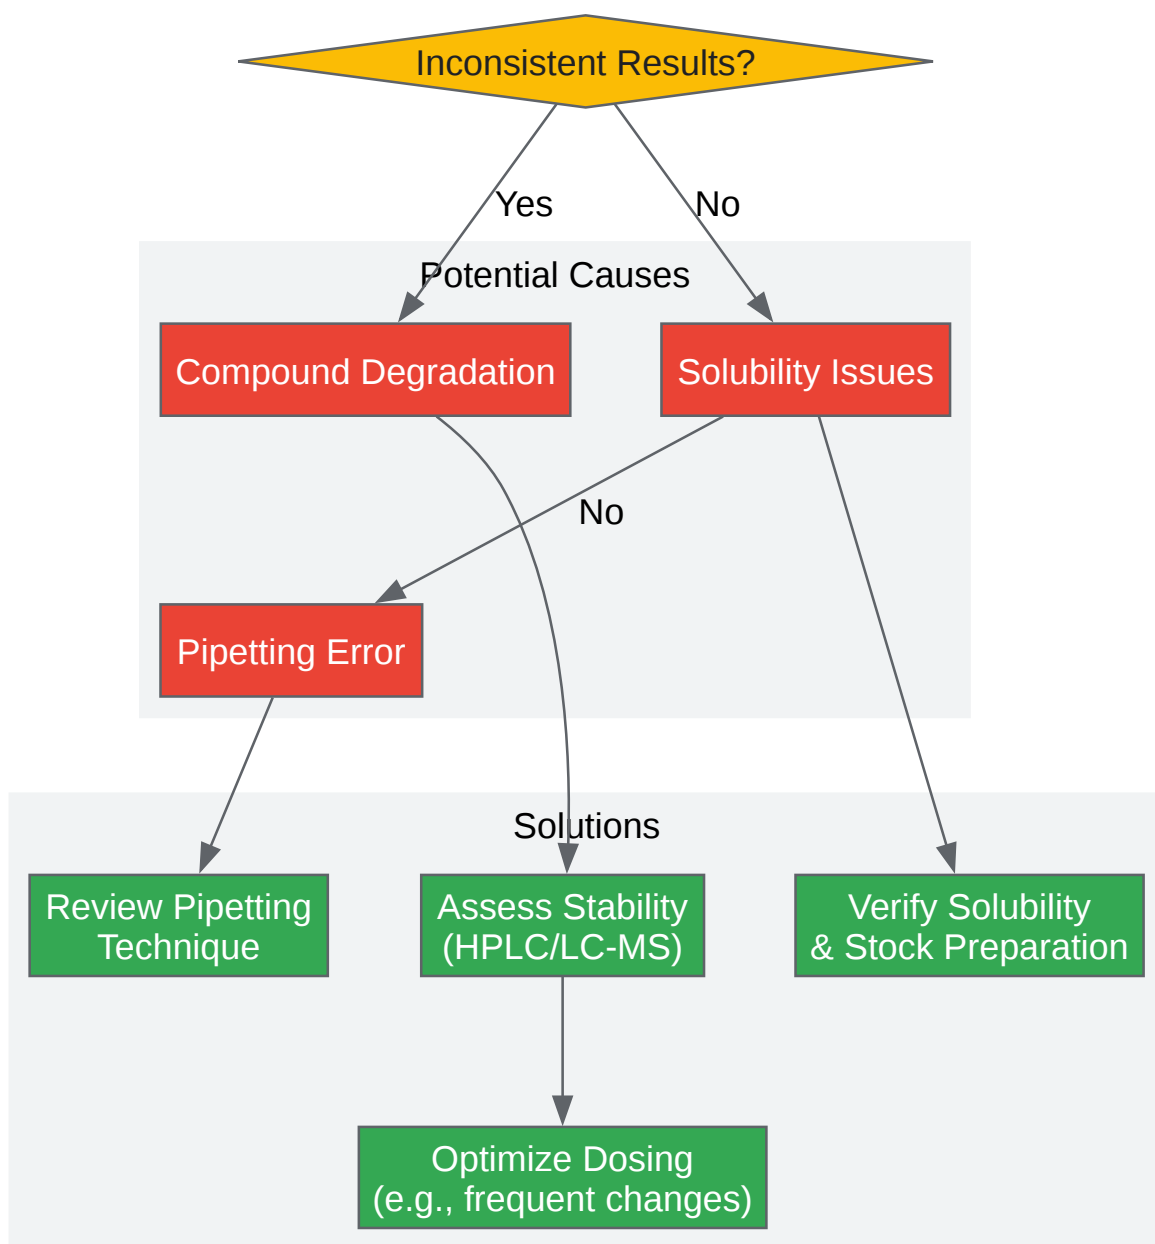 Inconsistent Results?
Yes
No
Potential Causes
Compound Degradation
Solubility Issues
No
Pipetting Error
Solutions
Review Pipetting
Technique
Assess Stability
(HPLC/LC-MS)
Verify Solubility
& Stock Preparation
Optimize Dosing
(e.g., frequent changes)